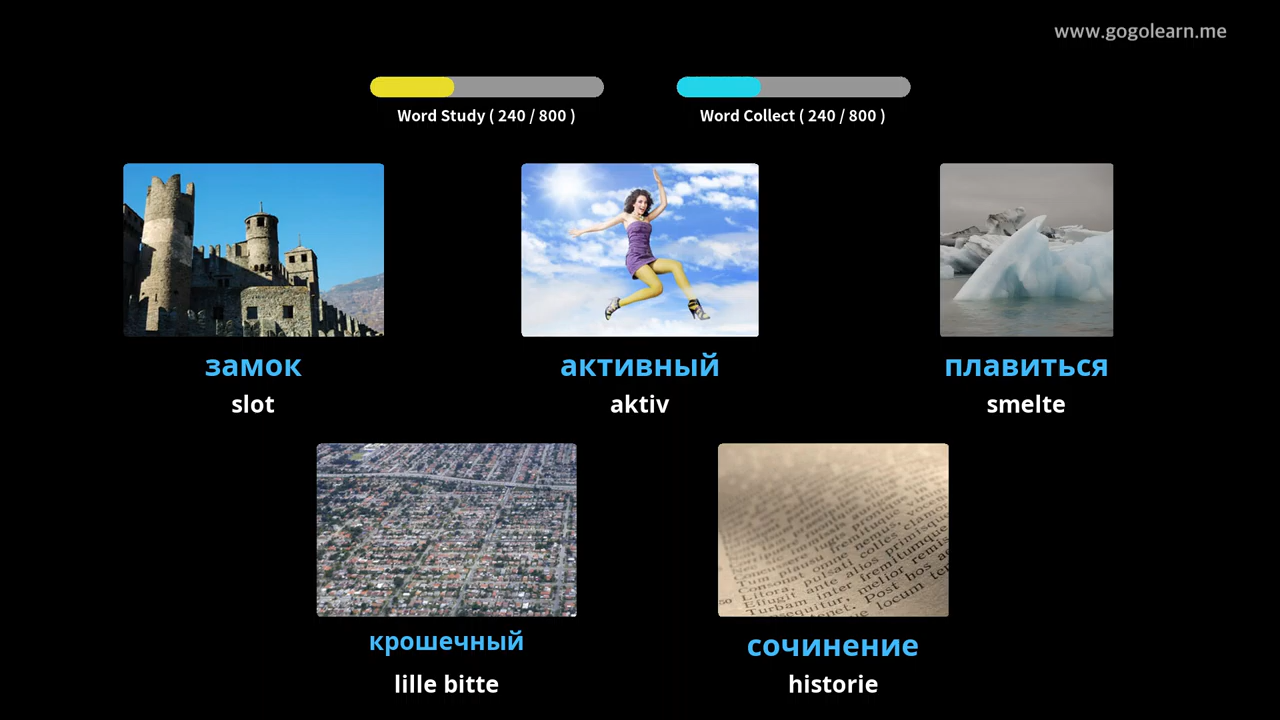 www.gogolearn.me
Word Study ( 240 / 800 )
Word Collect ( 240 / 800 )
замок
slot
активный
aktiv
плавиться
smelte
крошечный
lille bitte
сочинение
historie